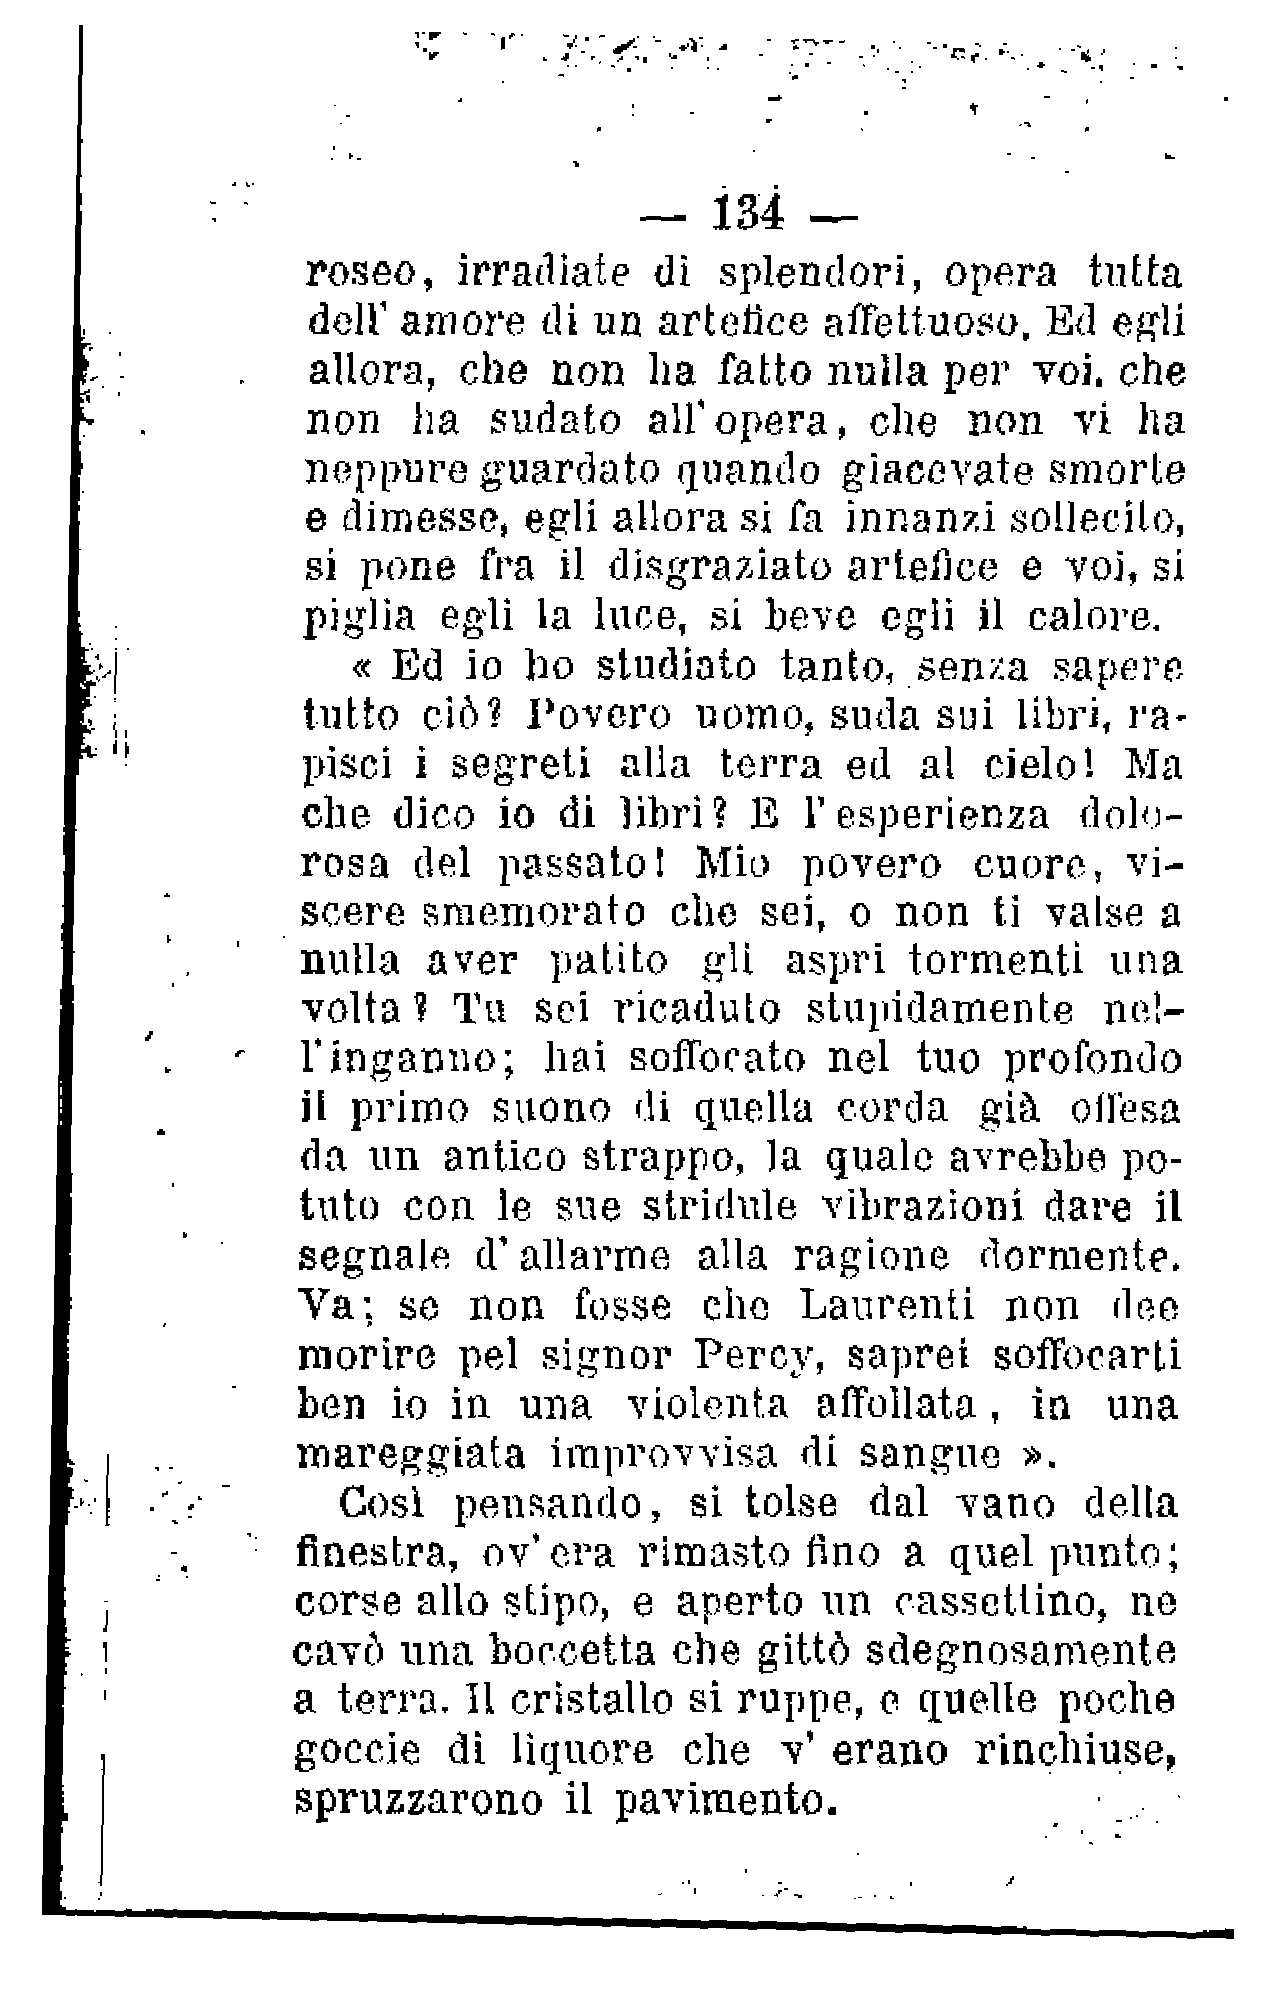 — 134 —
roseo, irradiate di splendori, opera tutta
dell' amore di un artefice affettuoso. Ed egli
allora, che non ha fatto nulla per voi. che
non ha sudato all' opera, che non vi ha
neppure guardato quando giacevate smorte
e dimesse, egli allora si fa innanzi sollecito,
si pone fra il disgraziato artefice e voi, si
piglia egli la luce, si beve egli il calore.
« Ed io ho studiato tanto, senza sapere
tutto ciò? Povero uomo, suda sui libri, ra-
pisci i segreti alla terra ed al cielo! Ma
che dico io di libri? E l' esperienza dolo-
rosa del passato! Mio povero cuore, vi-
scere smemorato che sei, o non ti valse a
nulla aver patito gli aspri tormenti una
volta? Tu sei ricaduto stupidamente nel-
l'inganno; hai soffocato nel tuo profondo
il primo suono di quella corda già offesa
da un antico strappo, la quale avrebbe po-
tuto con le sue stridule vibrazioni dare il
segnale d' allarme alla ragione dormente.
Va; se non fosse che Laurenti non dee
morire pel signor Percy, saprei soffocarti
ben io in una violenta affollata, in una
mareggiata improvvisa di sangue ».
Così pensando, si tolse dal vano della
finestra, ov' era rimasto fino a quel punto;
corse allo stipo, e aperto un cassettino, ne
cavò una boccetta che gittò sdegnosamente
a terra. Il cristallo si ruppe, e quelle poche
goccie di liquore che v' erano rinchiuse,
spruzzarono il pavimento.